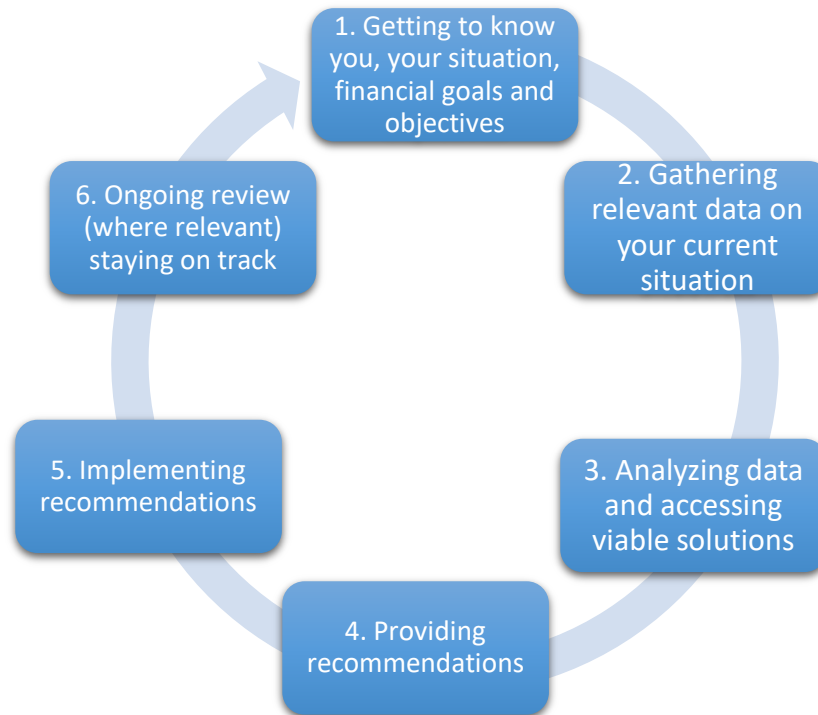 1. Getting to know
you, your situation,
financial goals and
objectives
2. Gathering
relevant data on
your current
situation
3. Analyzing data
and accessing
viable solutions
4. Providing
recommendations
5. Implementing
recommendations
6. Ongoing review
(where relevant)
staying on track